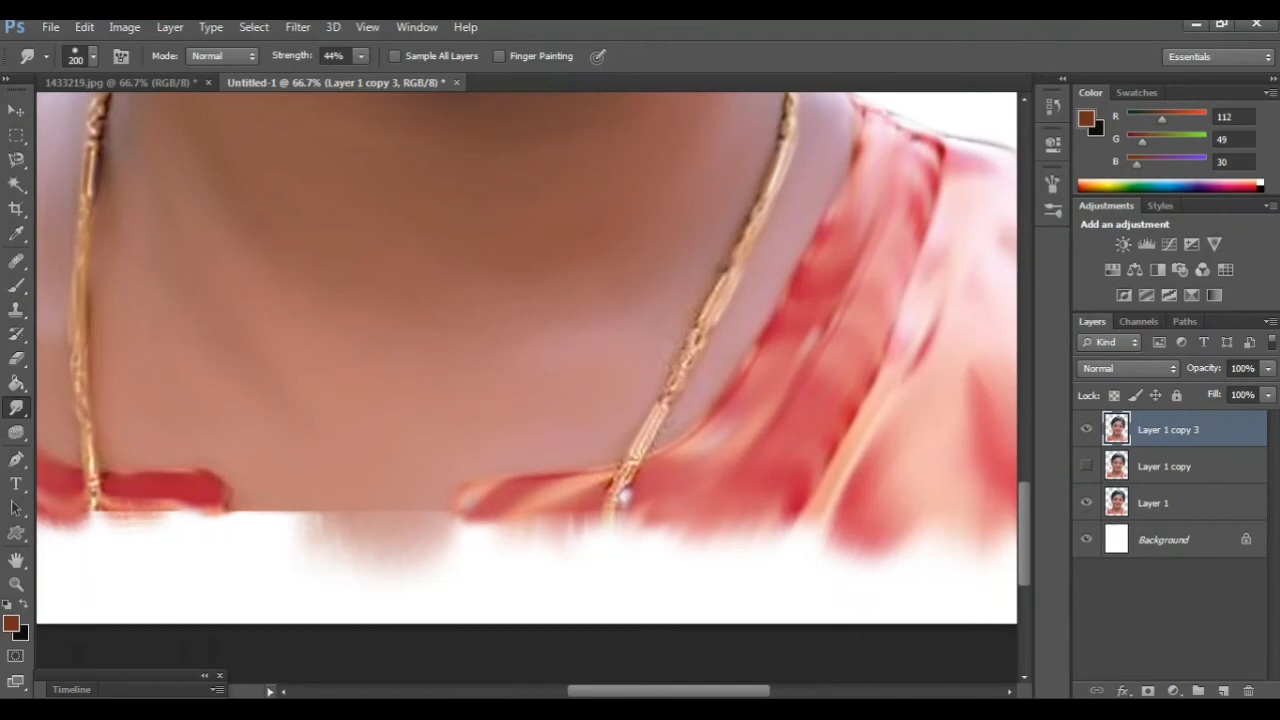 Ps File Edit Image Layer Type Select Filter 3D View Window Help
200 Mode: Normal Strength: 44% Sample All Layers Finger Painting Essentials
1433219.jpg @ 66.7% (RGB/8) * × Untitled-1 @ 66.7% (Layer 1 copy 3, RGB/8) * ×
Color Swatches
R 112
G 49
B 30
Adjustments Styles
Add an adjustment
Layers Channels Paths
Kind
Normal Opacity: 100%
Lock: Fill: 100%
Layer 1 copy 3
Layer 1 copy
Layer 1
Background
Timeline